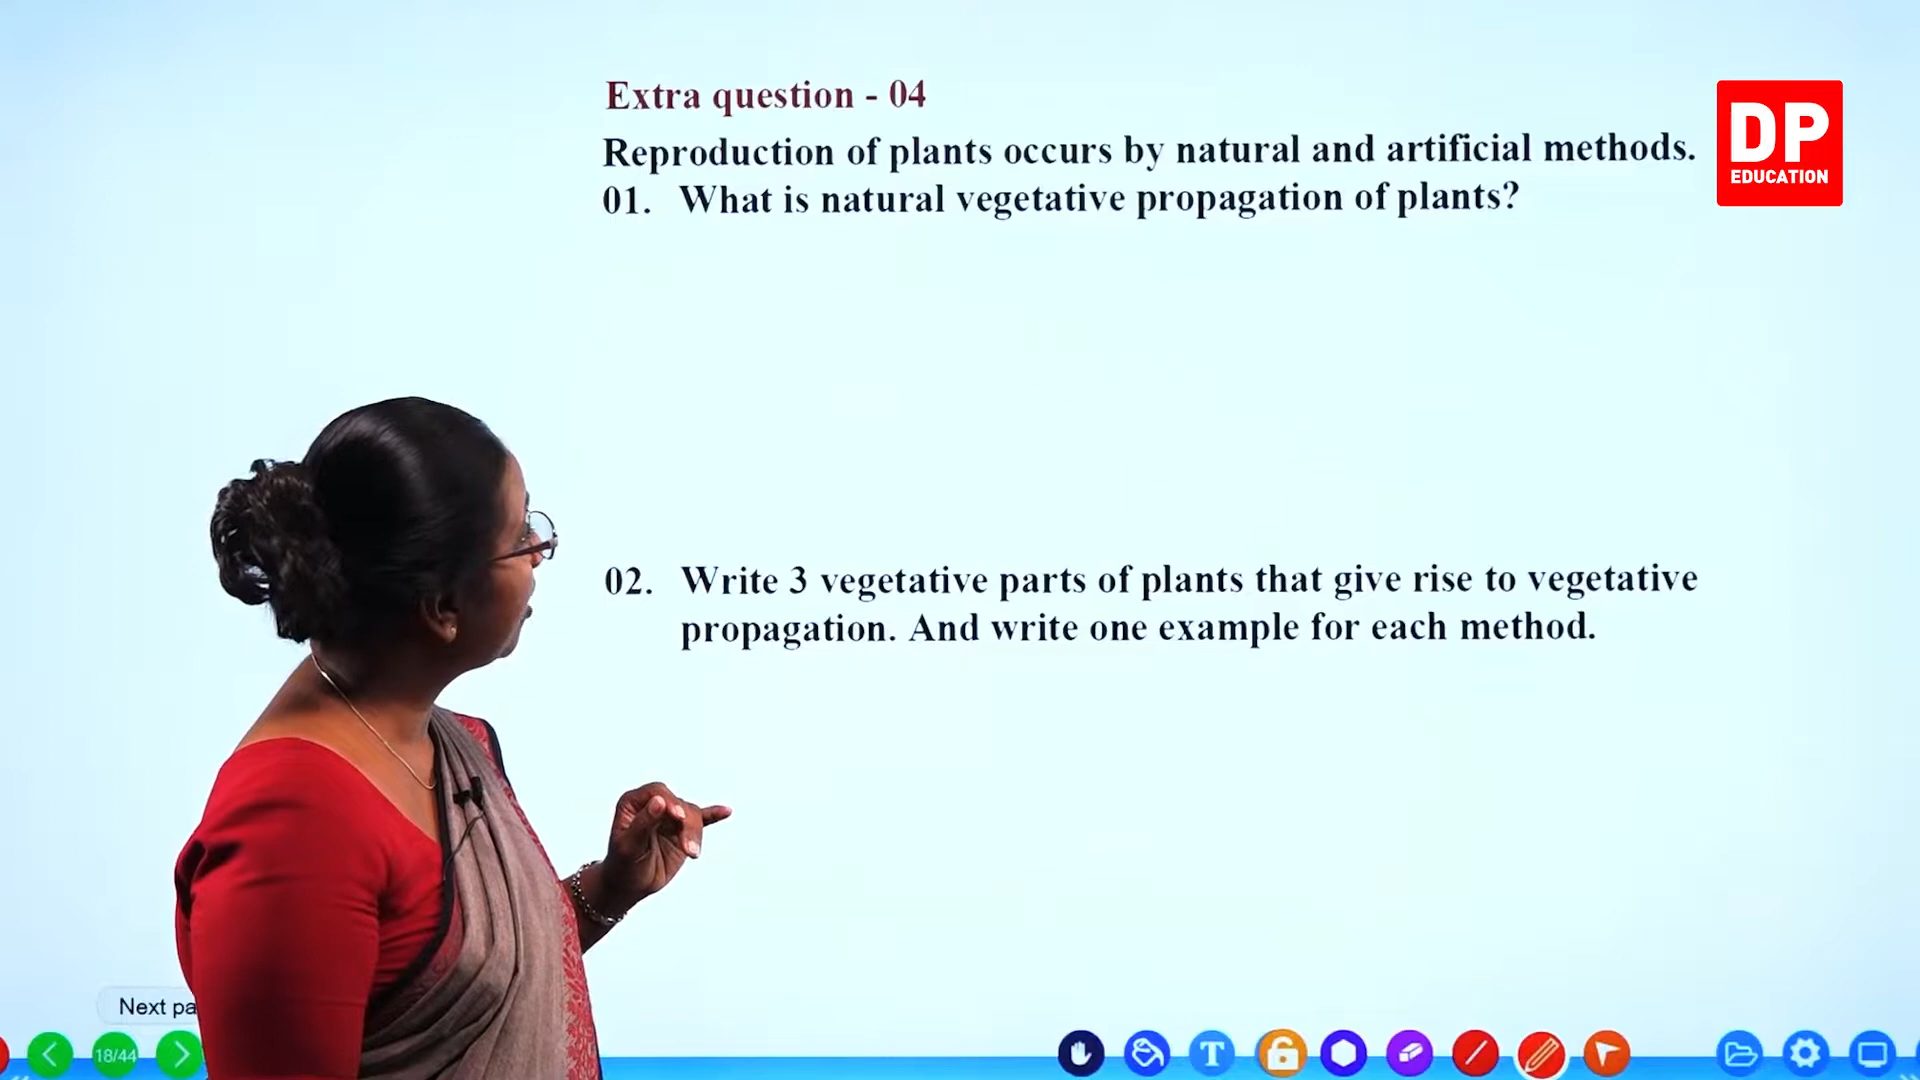 Extra question - 04
DP
EDUCATION
Reproduction of plants occurs by natural and artificial methods.
01. What is natural vegetative propagation of plants?
02. Write 3 vegetative parts of plants that give rise to vegetative
propagation. And write one example for each method.
Next pa
18/44
T